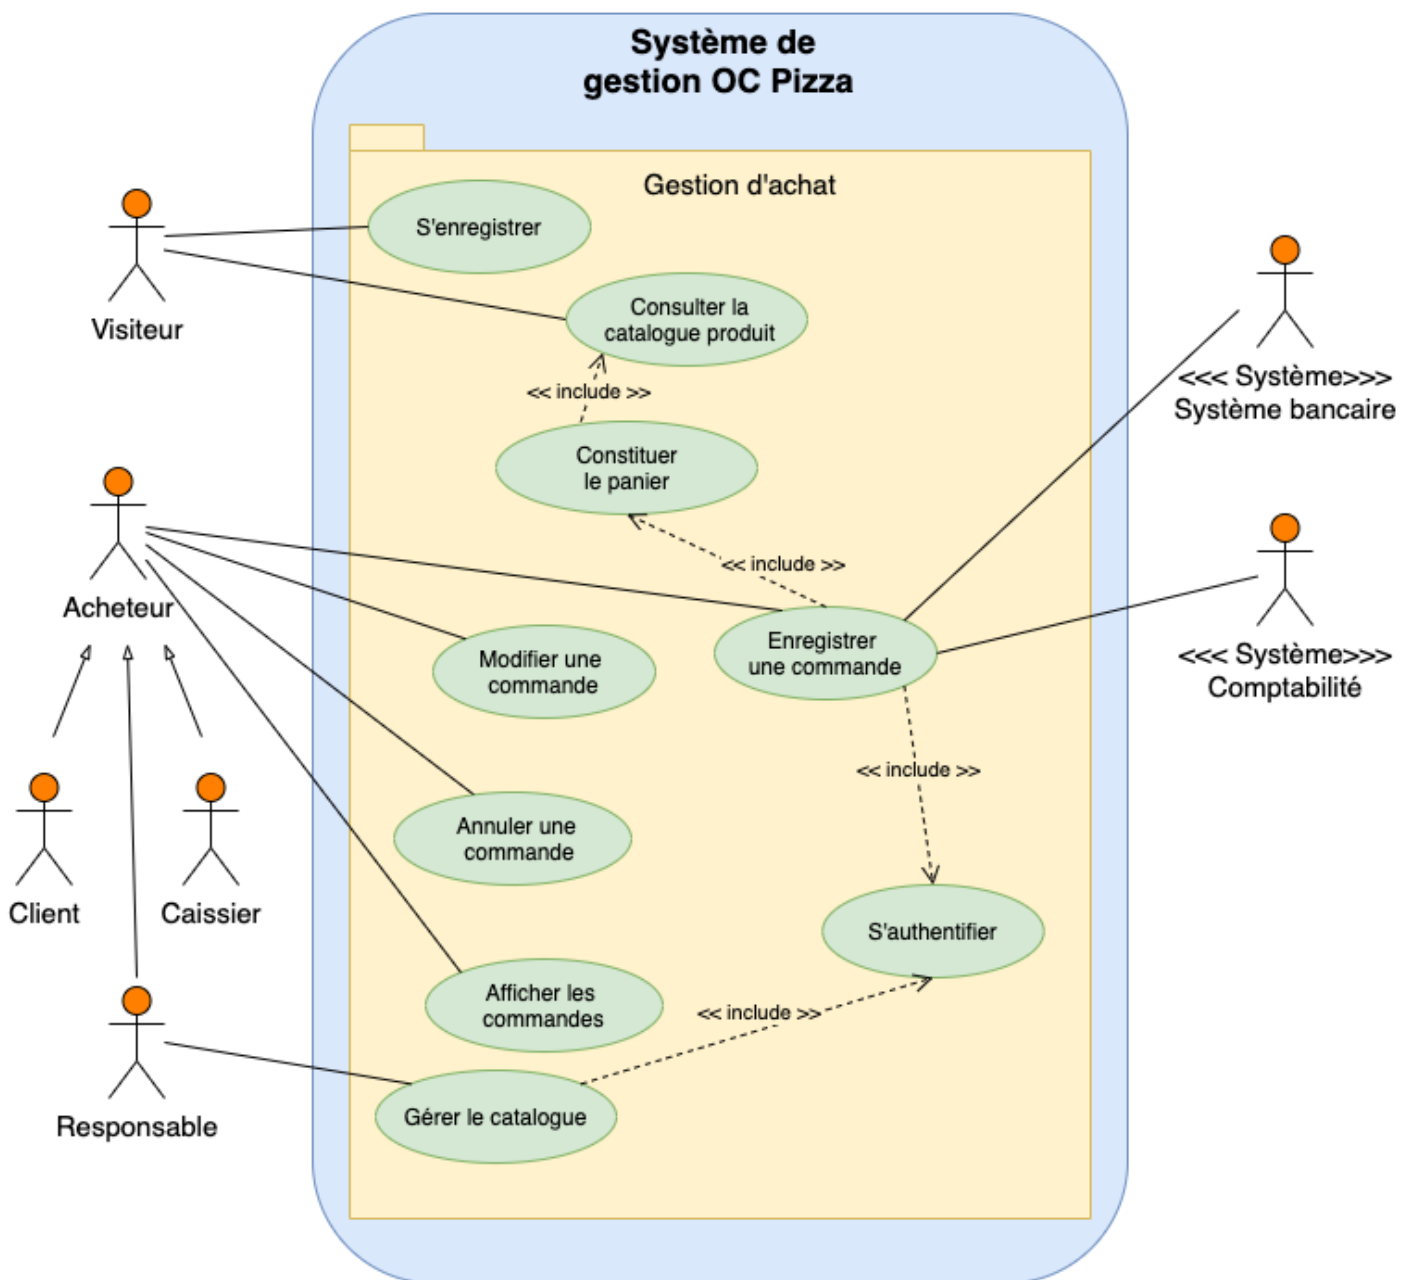 Système de
gestion OC Pizza
Gestion d'achat
S'enregistrer
Visiteur
Consulter la
catalogue produit
<< include >>
<<< Système>>>
Système bancaire
Constituer
le panier
<< include >>
Acheteur
Enregistrer
une commande
Modifier une
commande
<<< Système>>>
Comptabilité
<< include >>
Annuler une
commande
Client
Caissier
S'authentifier
Afficher les
commandes
<< include >>
Responsable
Gérer le catalogue